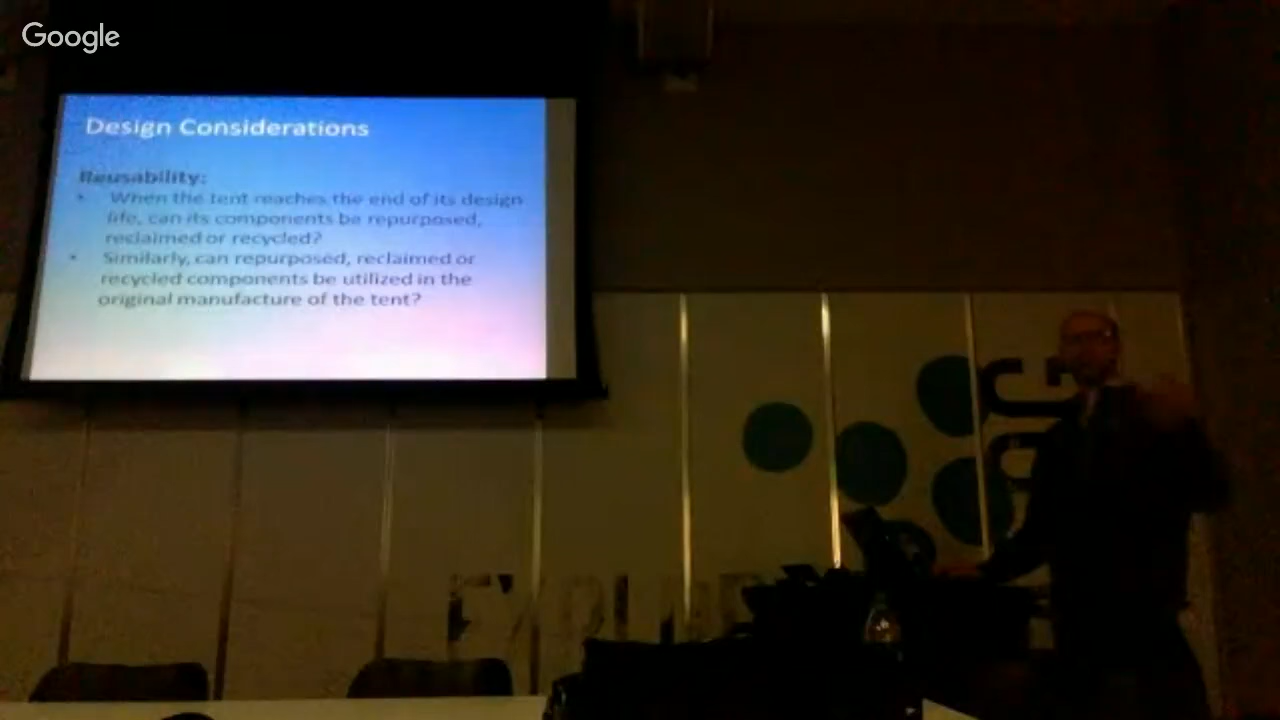 Google
Design Considerations
Reusability:
• When the tent reaches the end of its design
life, can its components be repurposed,
reclaimed or recycled?
• Similarly, can repurposed, reclaimed or
recycled components be utilized in the
original manufacture of the tent?